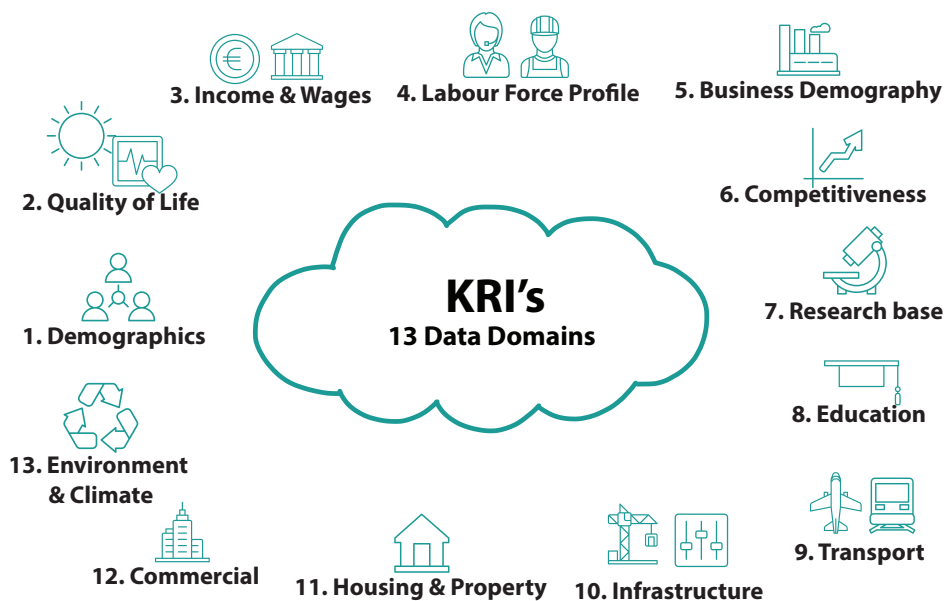 3. Income & Wages
4. Labour Force Profile
5. Business Demography
2. Quality of Life
6. Competitiveness
KRI's
13 Data Domains
7. Research base
1. Demographics
8. Education
13. Environment
& Climate
9. Transport
12. Commercial
11. Housing & Property
10. Infrastructure